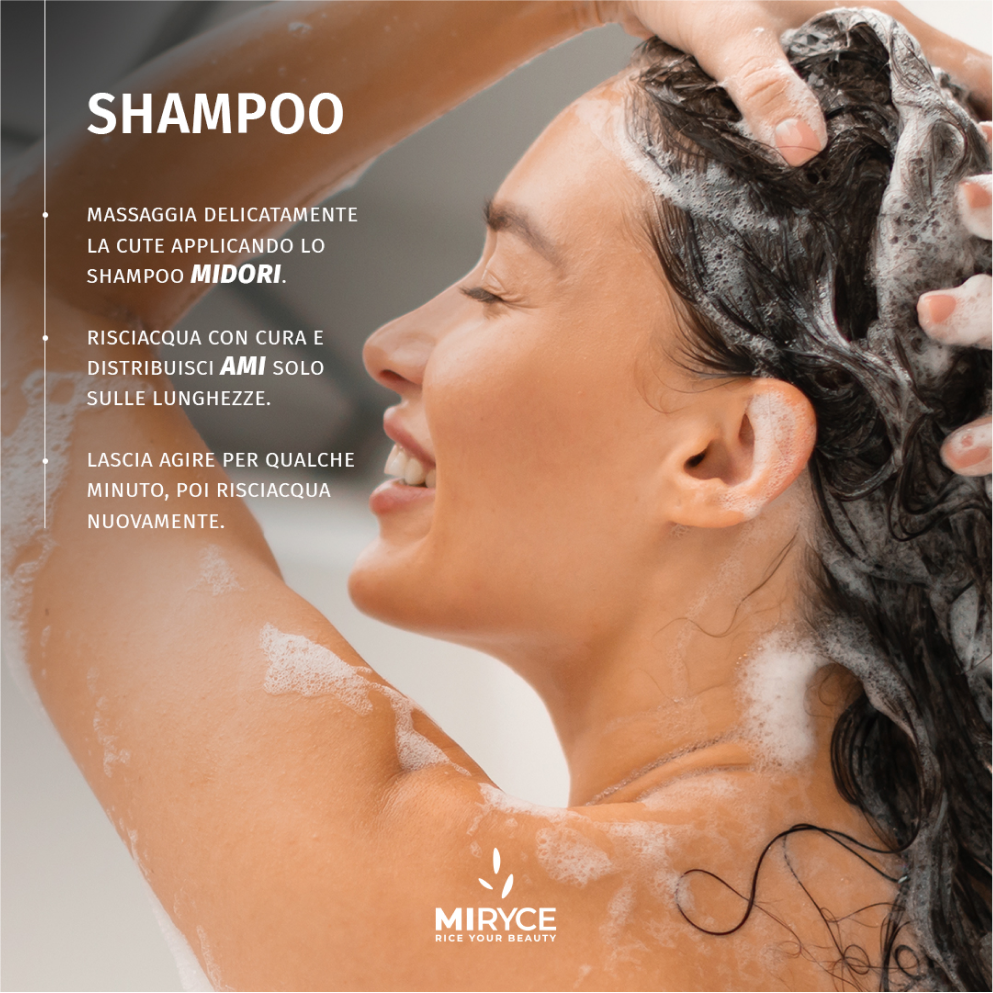 SHAMPOO
MASSAGGIA DELICATAMENTE
LA CUTE APPLICANDO LO
SHAMPOO MIDORI.
RISCIACQUA CON CURA E
DISTRIBUISCI AMI SOLO
SULLE LUNGHEZZE.
LASCIA AGIRE PER QUALCHE
MINUTO, POI RISCIACQUA
NUOVAMENTE.
MIRYCE
RICE YOUR BEAUTY